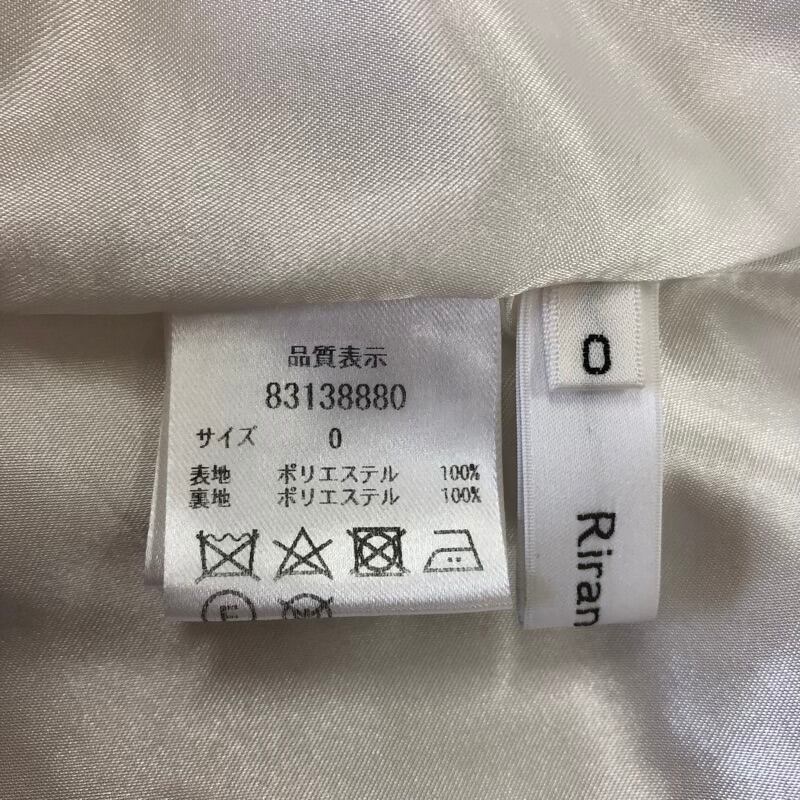 品質表示
83138880
サイズ 0
表地 ポリエステル 100%
裏地 ポリエステル 100%
0
Riran